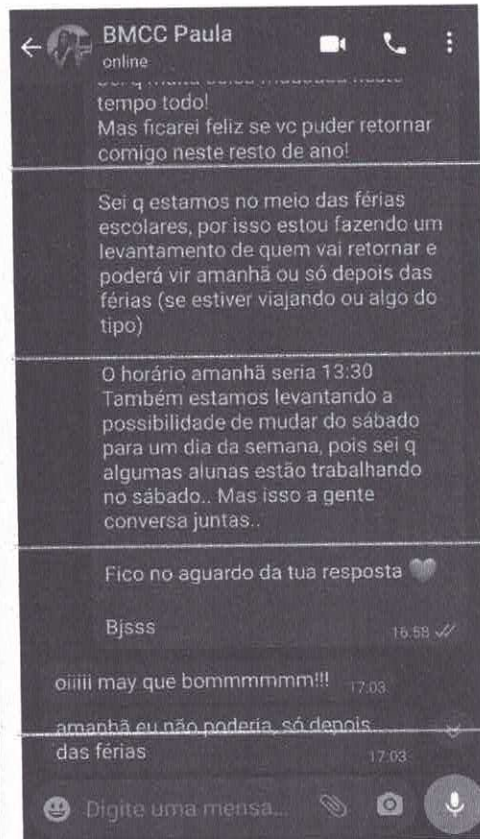 BMCC Paula
online
tempo todo!
Mas ficarei feliz se vc puder retornar
comigo neste resto de ano!
Sei q estamos no meio das férias
escolares, por isso estou fazendo um
levantamento de quem vai retornar e
poderá vir amanhã ou só depois das
férias (se estiver viajando ou algo do
tipo)
O horário amanhã seria 13:30
Também estamos levantando a
possibilidade de mudar do sábado
para um dia da semana, pois sei q
algumas alunas estão trabalhando
no sábado.. Mas isso a gente
conversa juntas..
Fico no aguardo da tua resposta
Bjsss
16:58
oiiiii may que bommmmmm!!! 17:03
amanhã eu não poderia, só depois
das férias 17:03
Digite uma mensa...